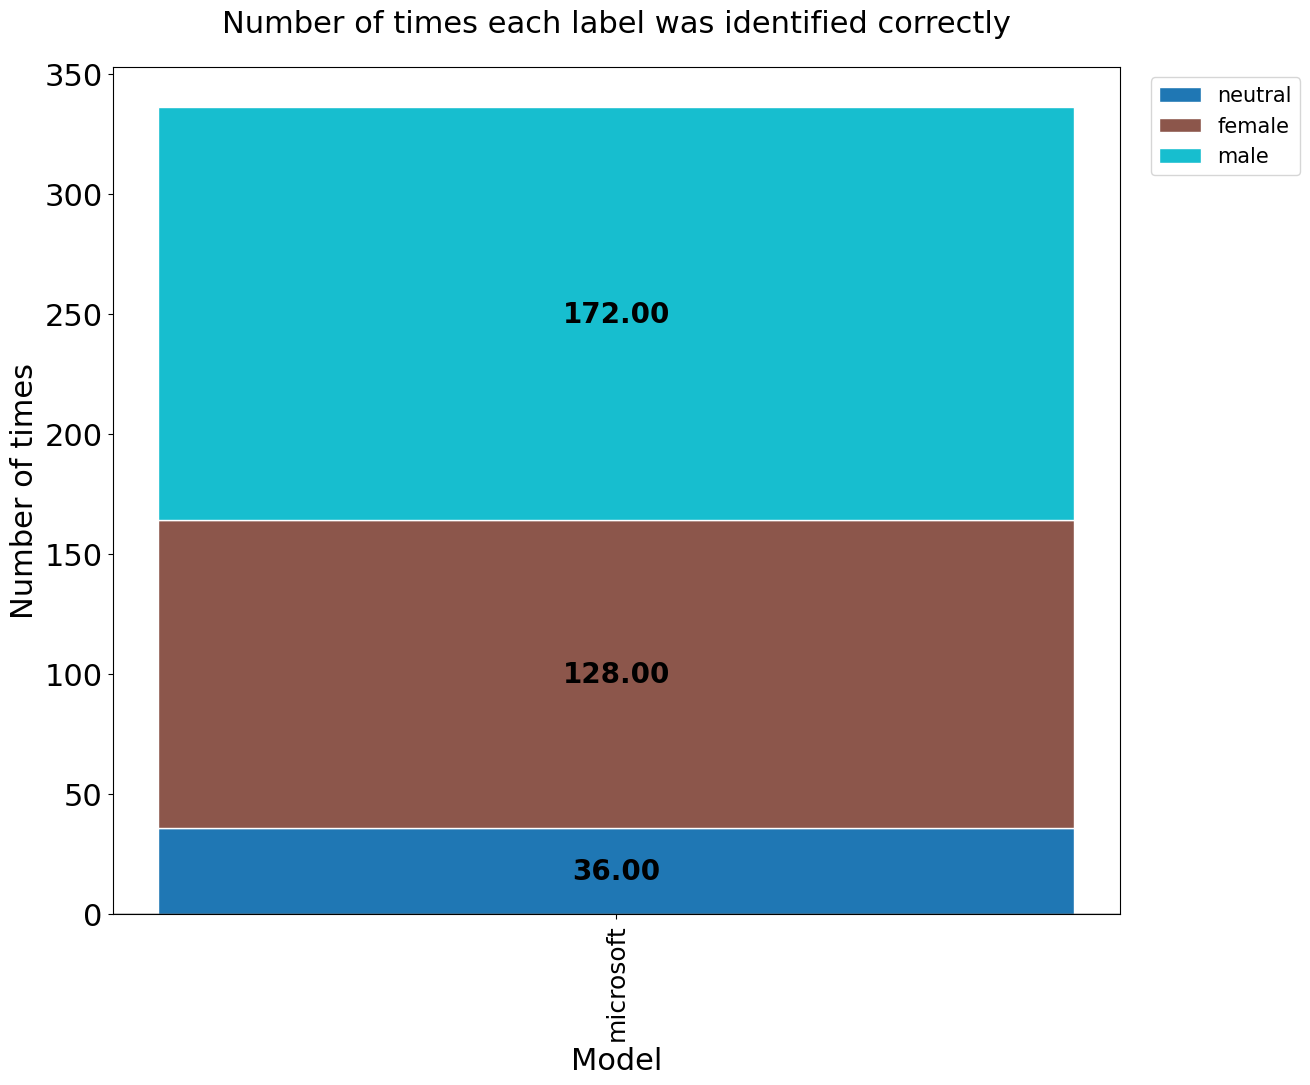 Number of times each label was identified correctly
350
300
250
200
150
100
50
0
Number of times
172.00
128.00
36.00
microsoft
Model
neutral
female
male